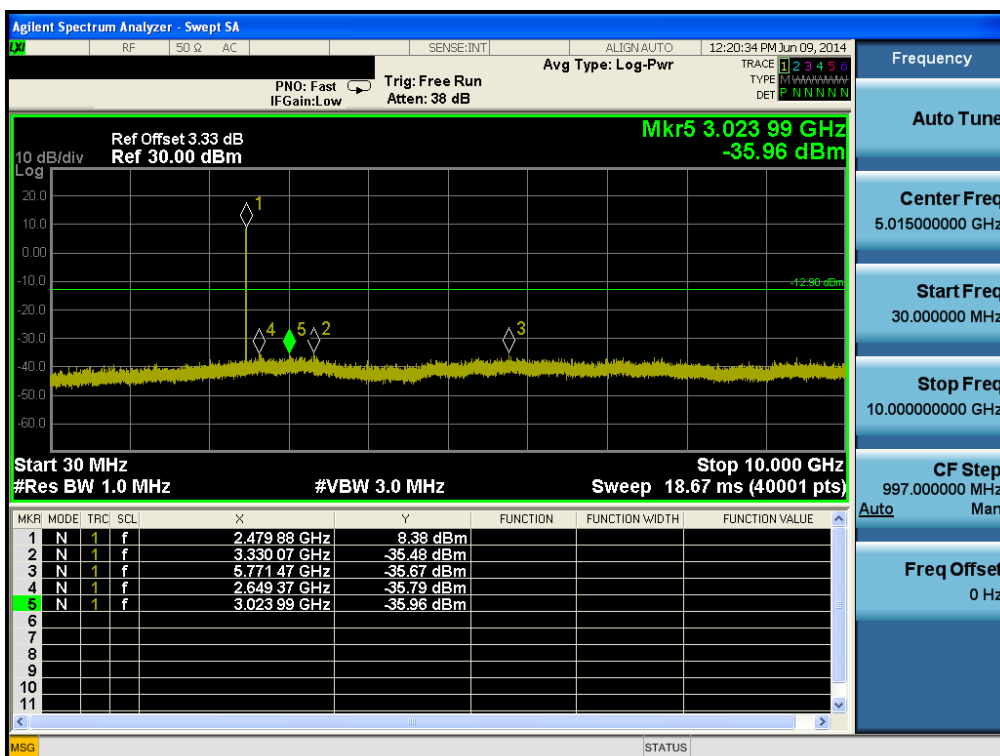 Agilent Spectrum Analyzer - Swept SA
LXI RF 50 Ω AC SENSE:INT ALIGN AUTO 12:20:34 PM Jun 09, 2014
PNO: Fast
IFGain:Low
Trig: Free Run
Atten: 38 dB
Avg Type: Log-Pwr
TRACE 1 2 3 4 5 6
TYPE
DET P N N N N N
Mkr5 3.023 99 GHz
-35.96 dBm
Ref Offset 3.33 dB
10 dB/div Ref 30.00 dBm
Log
20.0
10.0
0.00
-10.0
-20.0
-30.0
-40.0
-50.0
-60.0
1
4
5
2
3
-12.90 dBm
Start 30 MHz Stop 10.000 GHz
#Res BW 1.0 MHz #VBW 3.0 MHz Sweep 18.67 ms (40001 pts)
MKR MODE TRC SCL X Y FUNCTION FUNCTION WIDTH FUNCTION VALUE
1 N 1 f 2.479 88 GHz 8.38 dBm
2 N 1 f 3.330 07 GHz -35.48 dBm
3 N 1 f 5.771 47 GHz -35.67 dBm
4 N 1 f 2.649 37 GHz -35.79 dBm
5 N 1 f 3.023 99 GHz -35.96 dBm
6
7
8
9
10
11
MSG STATUS
Frequency
Auto Tune
Center Freq
5.015000000 GHz
Start Freq
30.000000 MHz
Stop Freq
10.000000000 GHz
CF Step
997.000000 MHz
Auto Man
Freq Offset
0 Hz